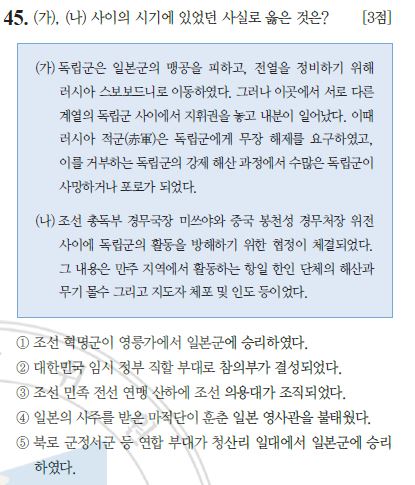 45. (가), (나) 사이의 시기에 있었던 사실로 옳은 것은? [3점]
(가) 독립군은 일본군의 맹공을 피하고, 전열을 정비하기 위해
러시아 스보보드니로 이동하였다. 그러나 이곳에서 서로 다른
계열의 독립군 사이에서 지휘권을 놓고 내분이 일어났다. 이때
러시아 적군(赤軍)은 독립군에게 무장 해제를 요구하였고,
이를 거부하는 독립군의 강제 해산 과정에서 수많은 독립군이
사망하거나 포로가 되었다.
(나) 조선 총독부 경무국장 미쓰야와 중국 봉천성 경무처장 위전
사이에 독립군의 활동을 방해하기 위한 협정이 체결되었다.
그 내용은 만주 지역에서 활동하는 항일 한인 단체의 해산과
무기 몰수 그리고 지도자 체포 및 인도 등이었다.
① 조선 혁명군이 영릉가에서 일본군에 승리하였다.
② 대한민국 임시 정부 직할 부대로 참의부가 결성되었다.
③ 조선 민족 전선 연맹 산하에 조선 의용대가 조직되었다.
④ 일본의 사주를 받은 마적단이 훈춘 일본 영사관을 불태웠다.
⑤ 북로 군정서군 등 연합 부대가 청산리 일대에서 일본군에 승리
하였다.